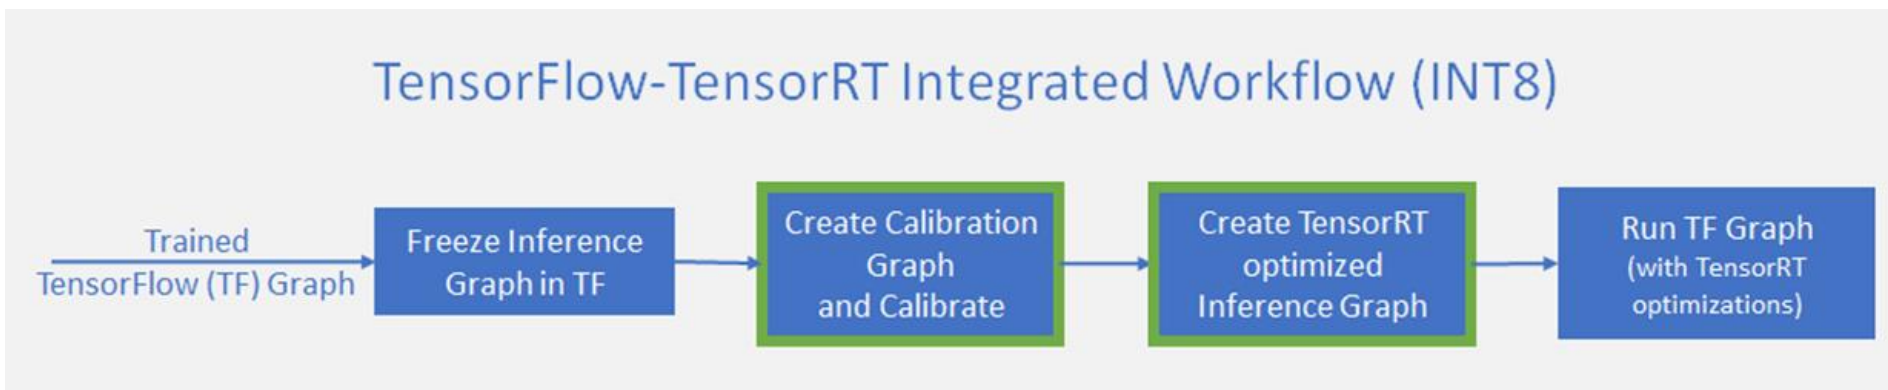 TensorFlow-TensorRT Integrated Workflow (INT8)
Trained
TensorFlow (TF) Graph
Freeze Inference
Graph in TF
Create Calibration
Graph
and Calibrate
Create TensorRT
optimized
Inference Graph
Run TF Graph
(with TensorRT
optimizations)